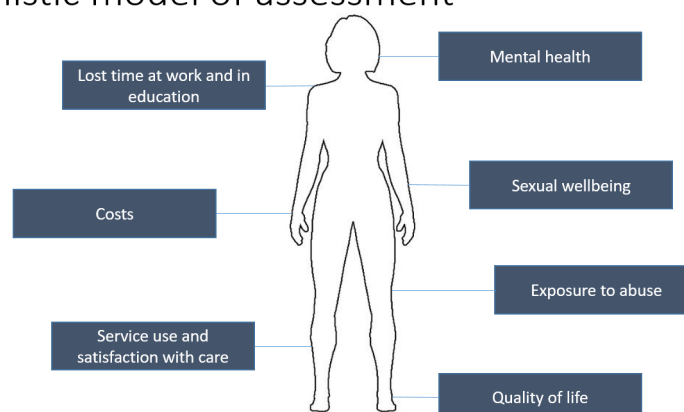 listic model of assessment
Mental health
Lost time at work and in
education
Sexual wellbeing
Costs
Exposure to abuse
Service use and
satisfaction with care
Quality of life